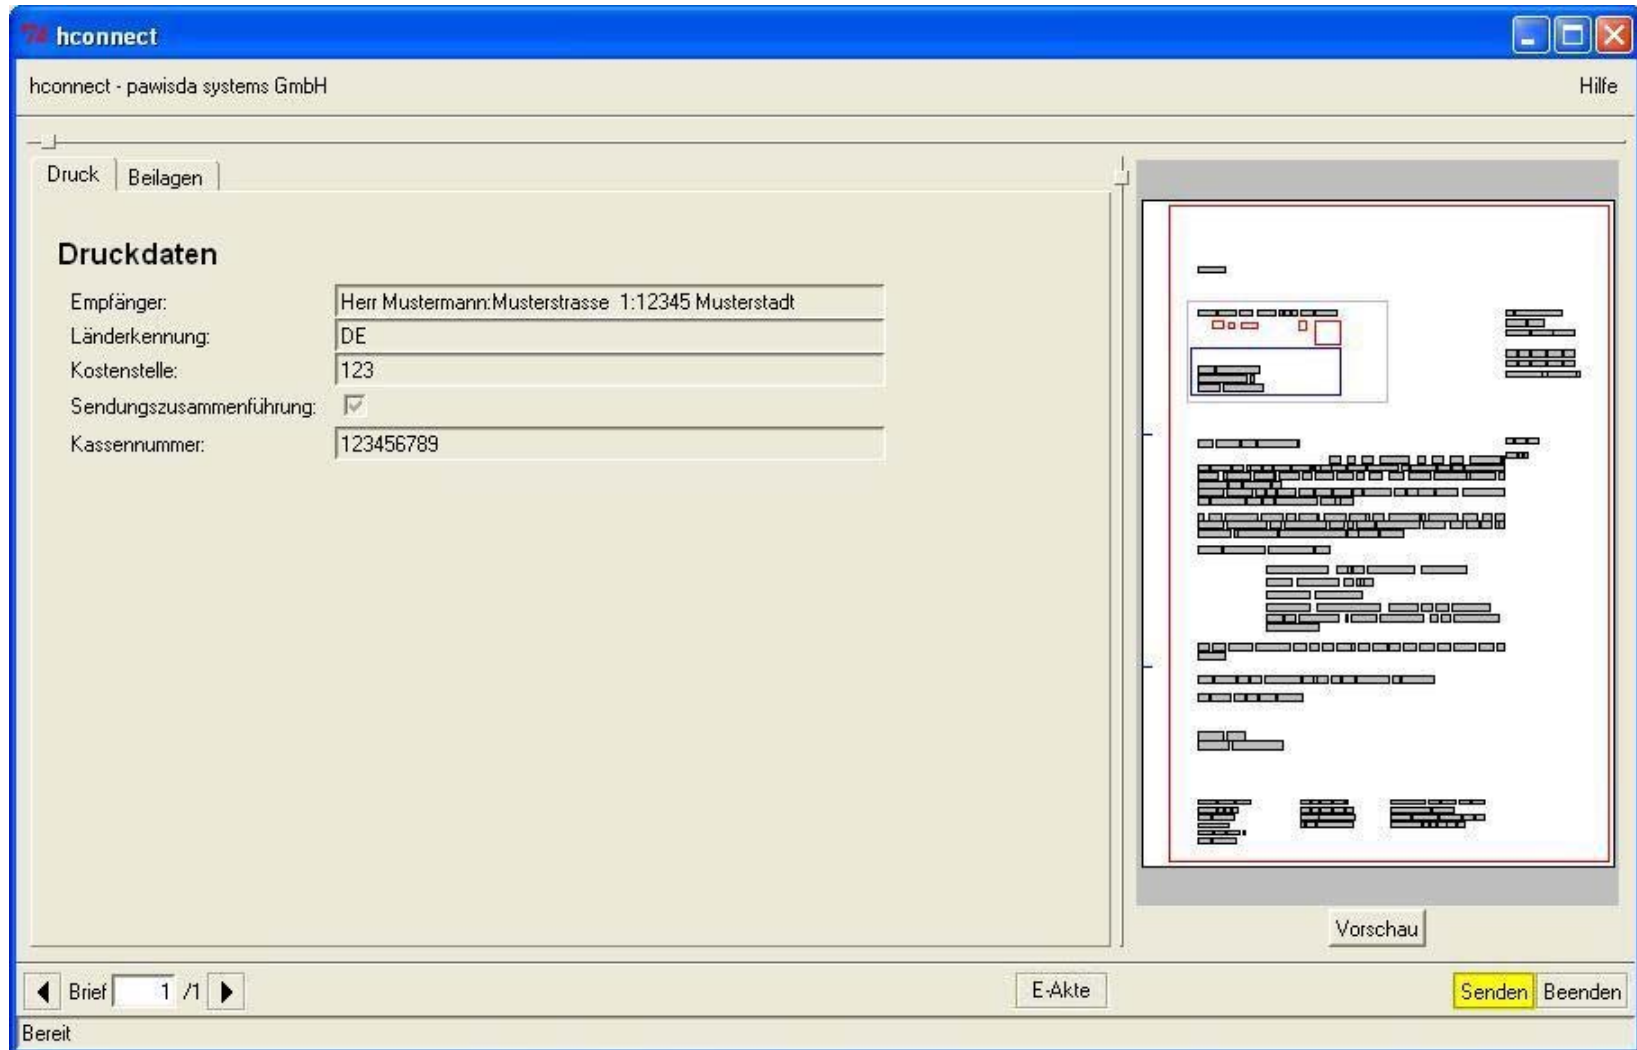 hconnect
hconnect - pawisda systems GmbH
Hilfe
Druck
Beilagen
Druckdaten
Empfänger: Herr Mustermann:Musterstrasse 1:12345 Musterstadt
Länderkennung: DE
Kostenstelle: 123
Sendungszusammenführung:
Kassennummer: 123456789
Vorschau
Brief 1 /1
E-Akte
Senden
Beenden
Bereit